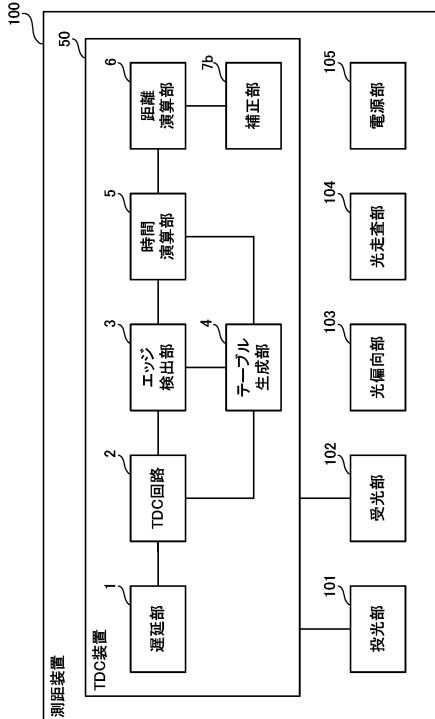 100
測距装置
50
TDC装置
1
遅延部
2
TDC回路
3
エッジ
検出部
5
時間
演算部
6
距離
演算部
4
テーブル
生成部
7b
補正部
101
投光部
102
受光部
103
光偏向部
104
光走査部
105
電源部